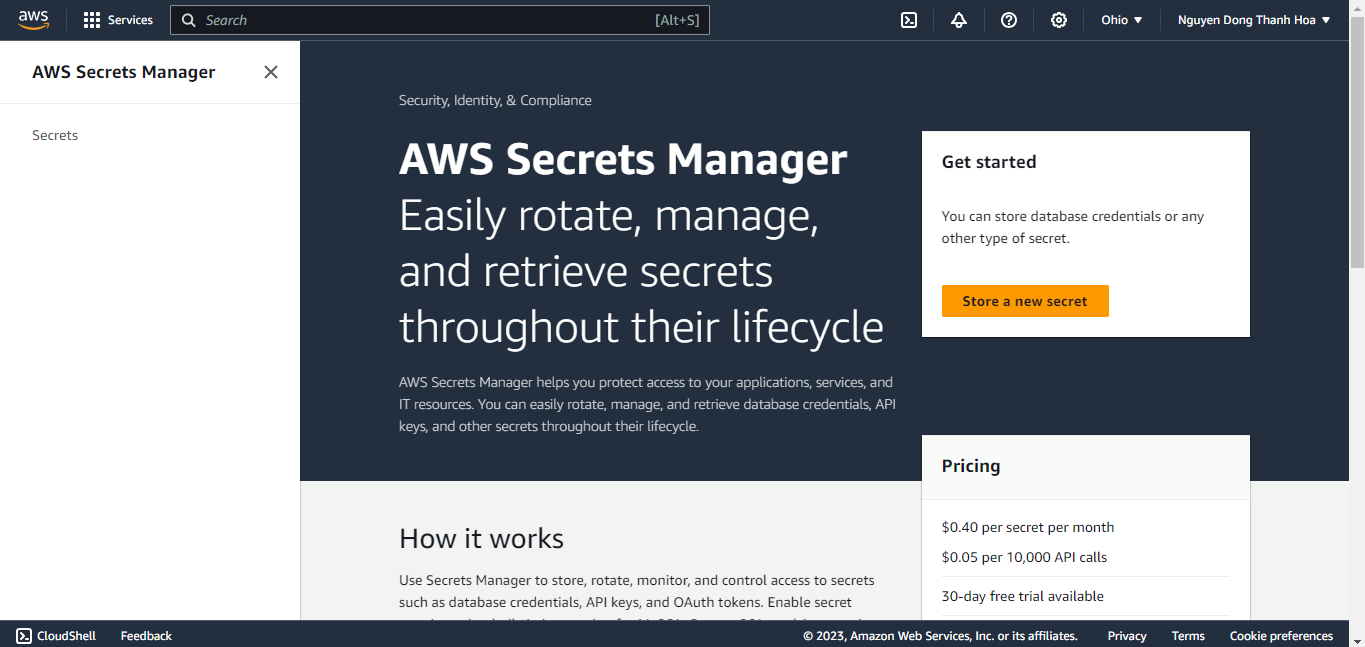 aws Services Search [Alt+S] Ohio Nguyen Dong Thanh Hoa
AWS Secrets Manager
Secrets
Security, Identity, & Compliance
AWS Secrets Manager
Easily rotate, manage,
and retrieve secrets
throughout their lifecycle
AWS Secrets Manager helps you protect access to your applications, services, and
IT resources. You can easily rotate, manage, and retrieve database credentials, API
keys, and other secrets throughout their lifecycle.
Get started
You can store database credentials or any
other type of secret.
Store a new secret
Pricing
$0.40 per secret per month
$0.05 per 10,000 API calls
30-day free trial available
How it works
Use Secrets Manager to store, rotate, monitor, and control access to secrets
such as database credentials, API keys, and OAuth tokens. Enable secret
CloudShell Feedback © 2023, Amazon Web Services, Inc. or its affiliates. Privacy Terms Cookie preferences